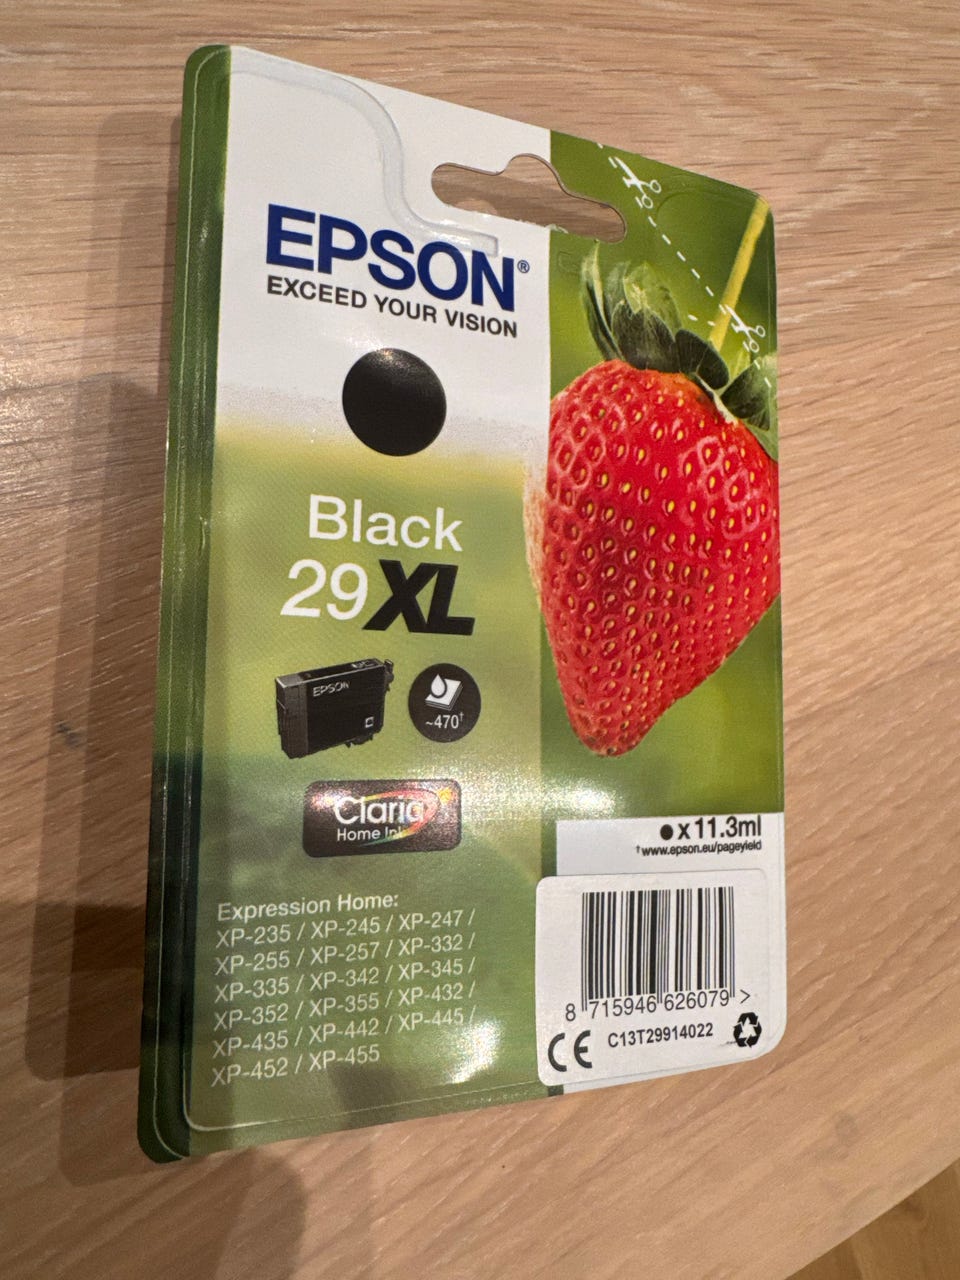 EPSON®
EXCEED YOUR VISION
Black
29XL
EPSON
~470†
Claria
Home Ink
● x 11.3ml
†www.epson.eu/pageyield
Expression Home:
XP-235 / XP-245 / XP-247 /
XP-255 / XP-257 / XP-332 /
XP-335 / XP-342 / XP-345 /
XP-352 / XP-355 / XP-432 /
XP-435 / XP-442 / XP-445 /
XP-452 / XP-455
8 715946 626079 >
CE C13T29914022